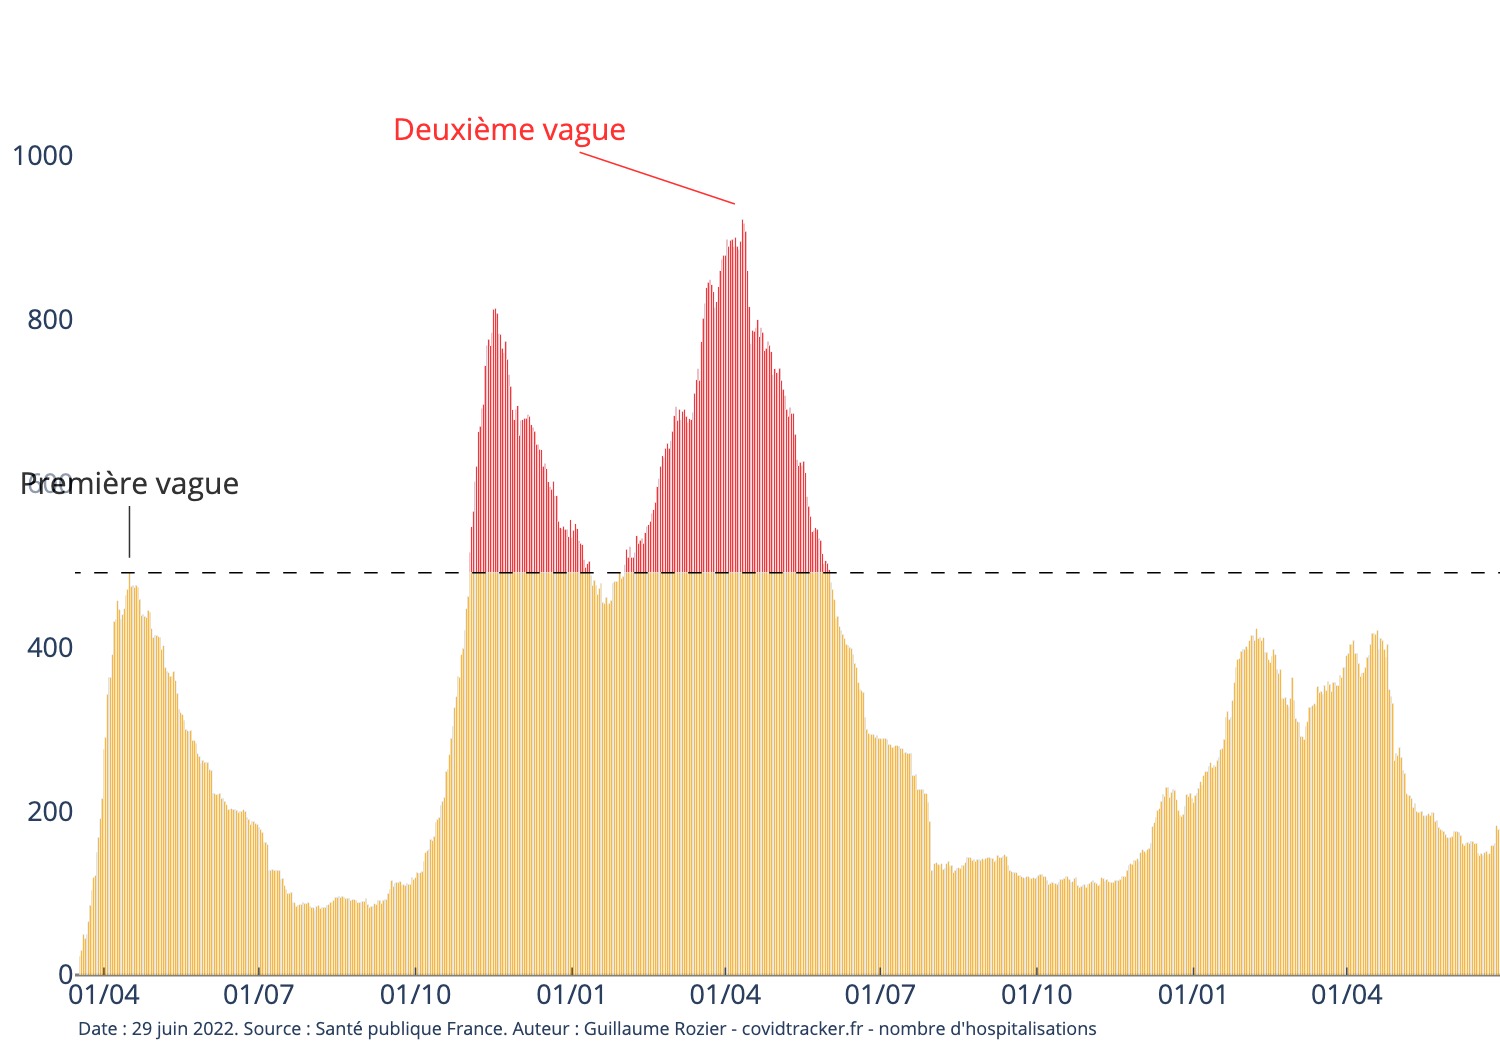 Deuxième vague
1000
800
600
Première vague
400
200
0
01/04 01/07 01/10 01/01 01/04 01/07 01/10 01/01 01/04
Date : 29 juin 2022. Source : Santé publique France. Auteur : Guillaume Rozier - covidtracker.fr - nombre d'hospitalisations